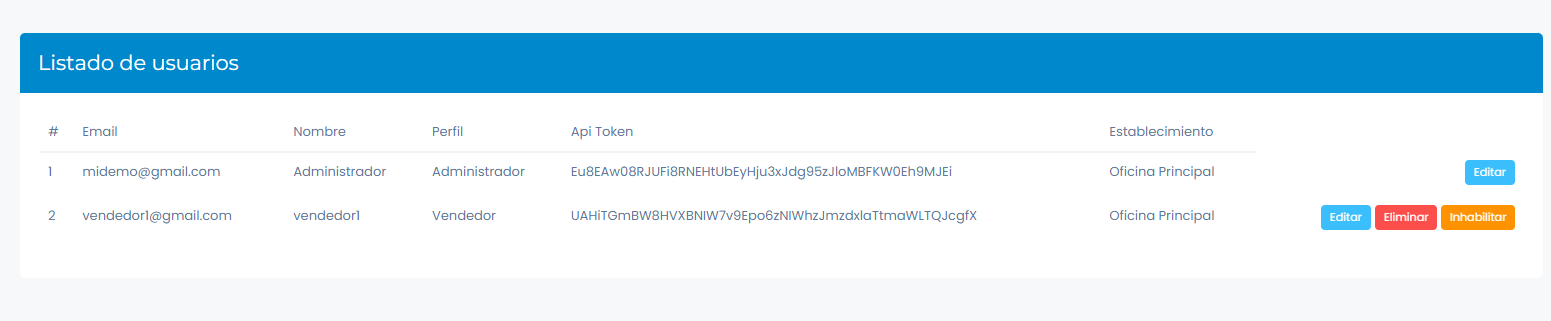 Listado de usuarios
# Email Nombre Perfil Api Token Establecimiento
1 midemo@gmail.com Administrador Administrador Eu8EAw08RJUFi8RNEHtUbEyHju3xJdg95zJloMBFKW0Eh9MJEi Oficina Principal Editar
2 vendedor1@gmail.com vendedor1 Vendedor UAHiTGmBW8HVXBNIW7v9Epo6zNIWhzJmzdxlaTtmaWLTQJcgfX Oficina Principal Editar Eliminar Inhabilitar